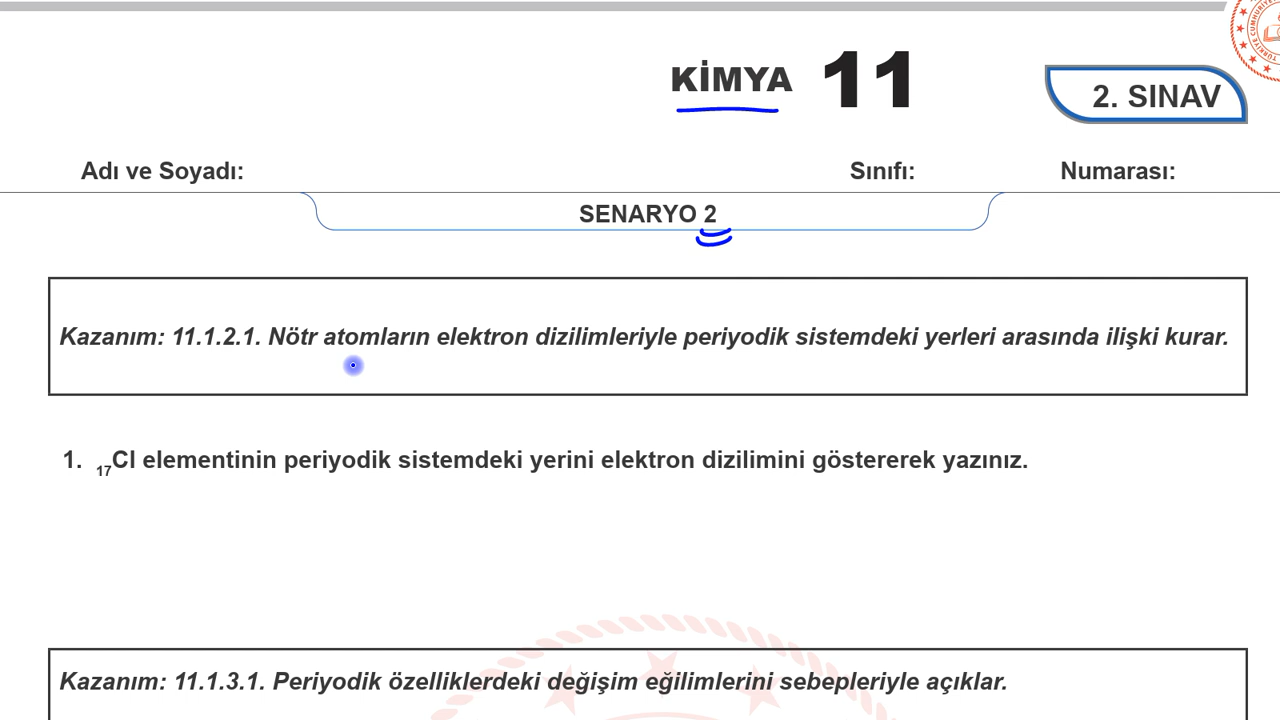 KİMYA 11
2. SINAV
Adı ve Soyadı: Sınıfı: Numarası:
SENARYO 2
Kazanım: 11.1.2.1. Nötr atomların elektron dizilimleriyle periyodik sistemdeki yerleri arasında ilişki kurar.
1. 17Cl elementinin periyodik sistemdeki yerini elektron dizilimini göstererek yazınız.
Kazanım: 11.1.3.1. Periyodik özelliklerdeki değişim eğilimlerini sebepleriyle açıklar.